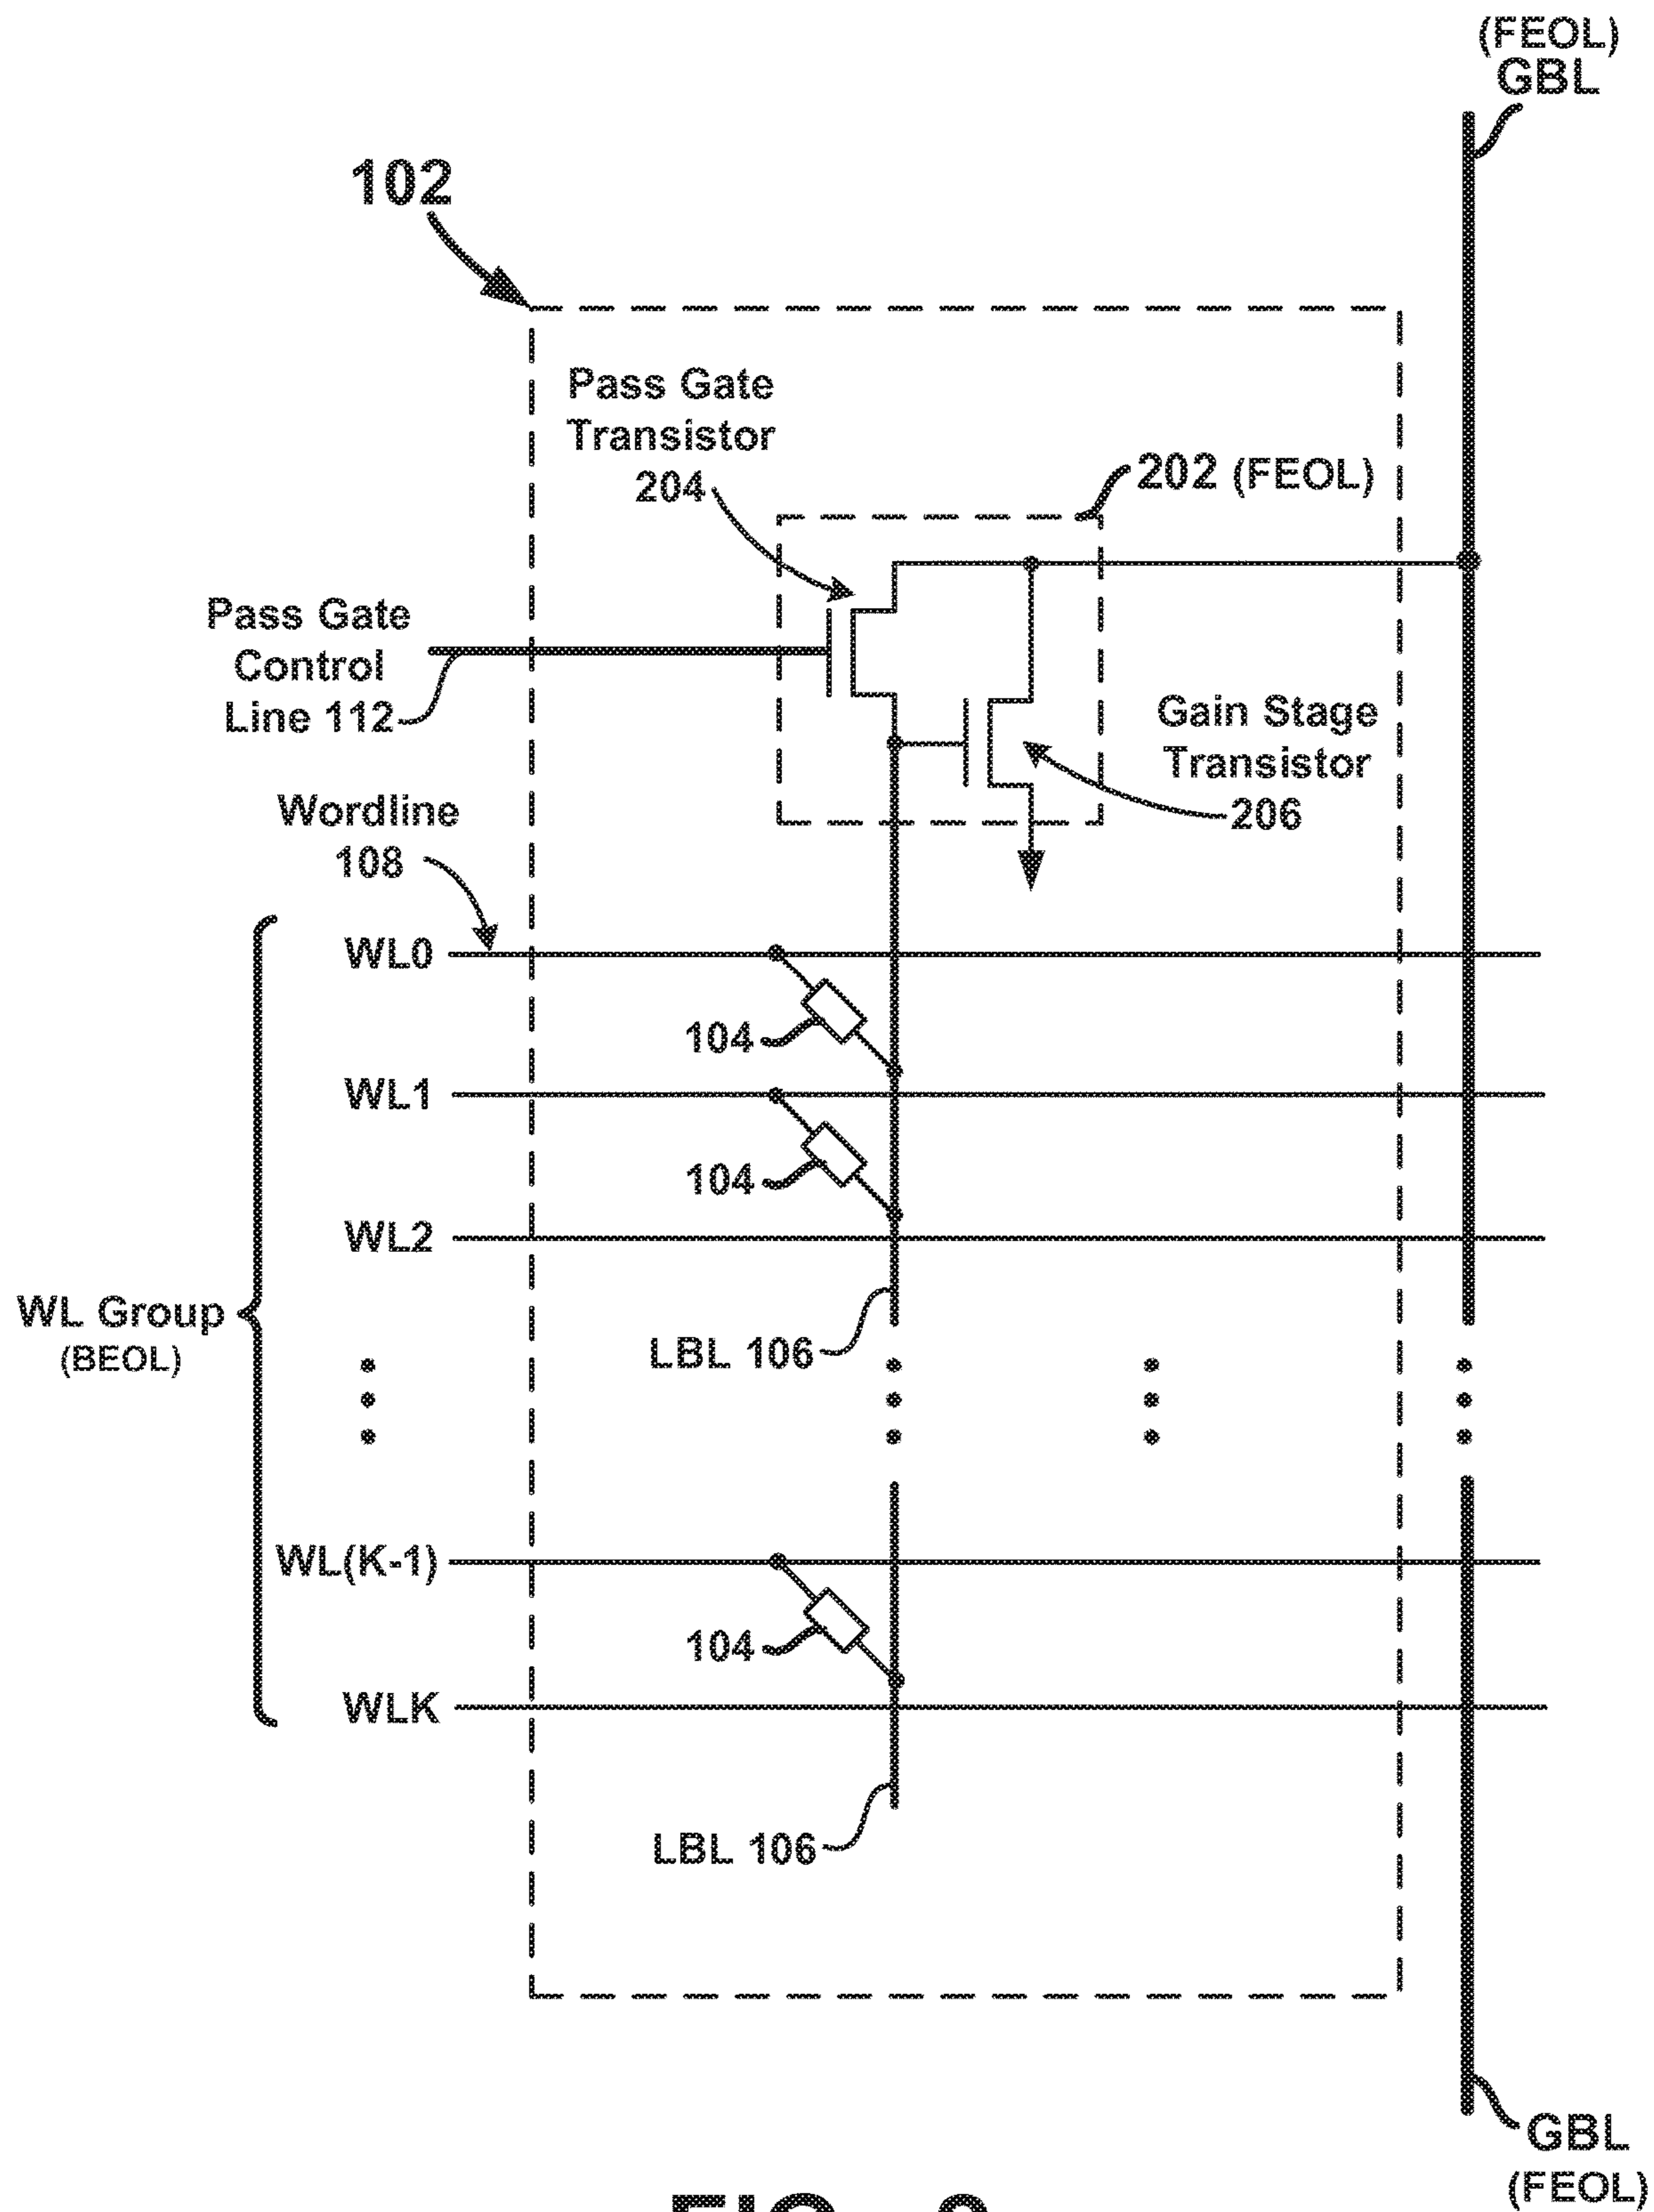 (FEOL)
GBL
102
Pass Gate
Transistor
204
202 (FEOL)
Pass Gate
Control
Line 112
Gain Stage
Transistor
206
Wordline
108
WL0
104
WL1
104
WL2
WL Group
(BEOL)
LBL 106
WL(K-1)
104
WLK
LBL 106
GBL
(FEOL)